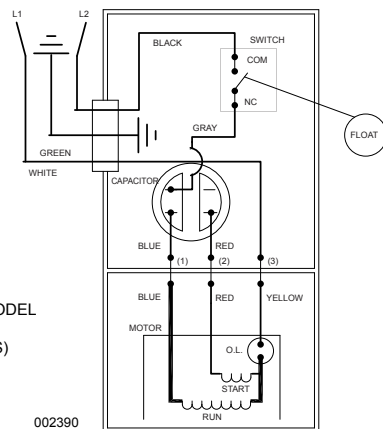 L1 L2
BLACK SWITCH
COM
NC
FLOAT
GRAY
GREEN
WHITE
CAPACITOR
BLUE RED
(1) (2) (3)
BLUE RED YELLOW
ODEL
MOTOR
O.L.
S)
START
RUN
002390